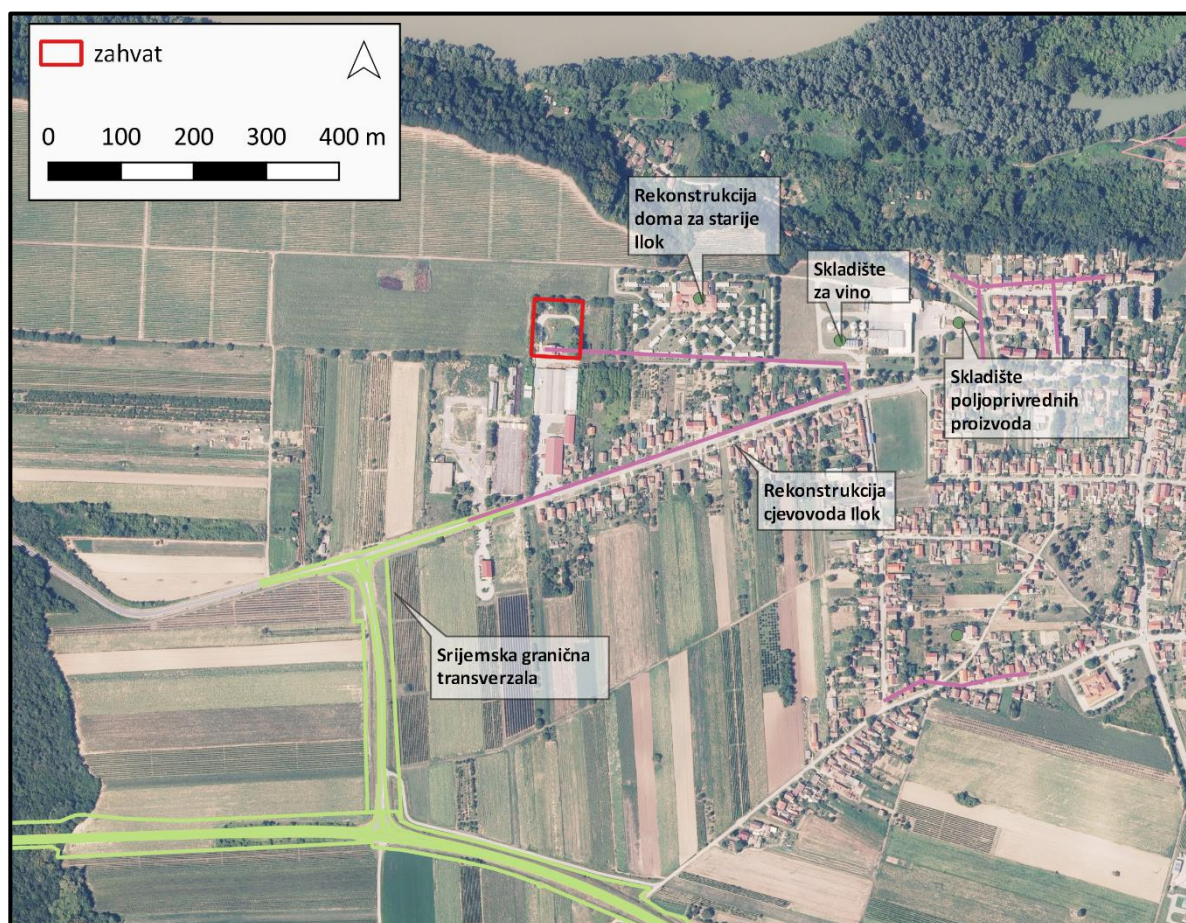 zahvat
0 100 200 300 400 m
Rekonstrukcija
doma za starije
Ilok
Skladište
za vino
Skladište
poljoprivrednih
proizvoda
Rekonstrukcija
cjevovoda Ilok
Srijemska granična
transverzala